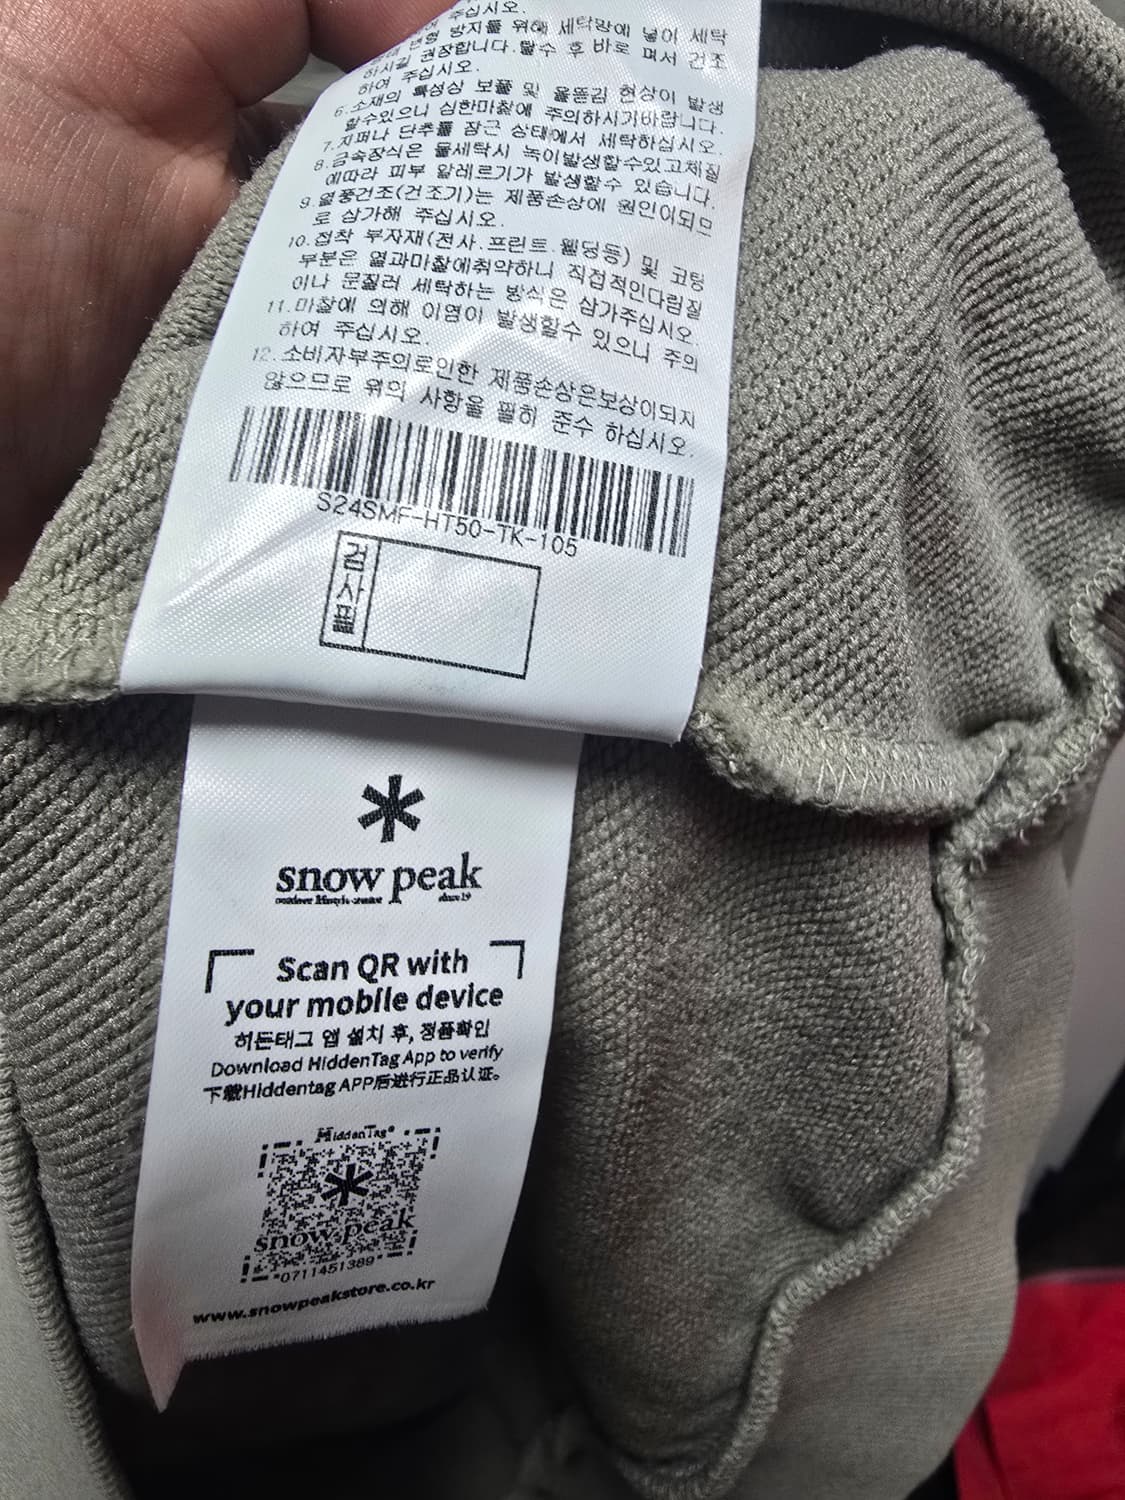 주십시오.
변형 방지를 위해 세탁망에 넣어 세탁
하시길 권장합니다.탈수 후 바로 펴서 건조
하여 주십시오.
6.소재의 특성상 보풀 및 올뜯김 현상이 발생
할수있으니 심한마찰에 주의하시기바랍니다.
7.지퍼나 단추를 잠근 상태에서 세탁하십시오.
8.금속장식은 물세탁시 녹이발생할수있고체질
에따라 피부 알레르기가 발생할수 있습니다.
9.열풍건조(건조기)는 제품손상에 원인이되므
로 삼가해 주십시오.
10.접착 부자재(전사.프린트.웰딩등) 및 코팅
부분은 열과마찰에취약하니 직접적인다림질
이나 문질러 세탁하는 방식은 삼가주십시오.
11.마찰에 의해 이염이 발생할수 있으니 주의
하여 주십시오.
12.소비자부주의로인한 제품손상은보상이되지
않으므로 위의 사항을 필히 준수 하십시오.
S24SMF-HT50-TK-105
검사필
snow peak
Scan QR with
your mobile device
히든태그 앱 설치 후, 정품확인
Download HiddenTag App to verify
下载Hiddentag APP后进行正品认证。
HiddenTag
snow peak
0711451389
www.snowpeakstore.co.kr